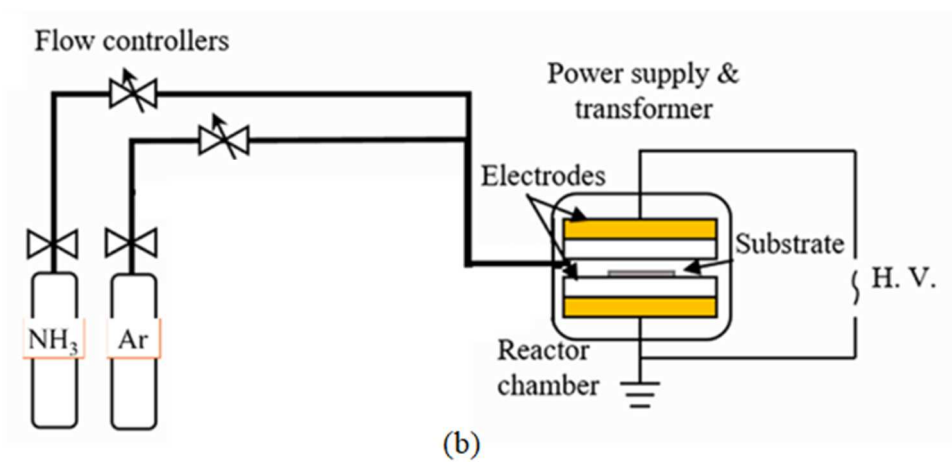 Flow controllers
Power supply &
transformer
Electrodes
Substrate
H. V.
NH₃
Ar
Reactor
chamber
(b)